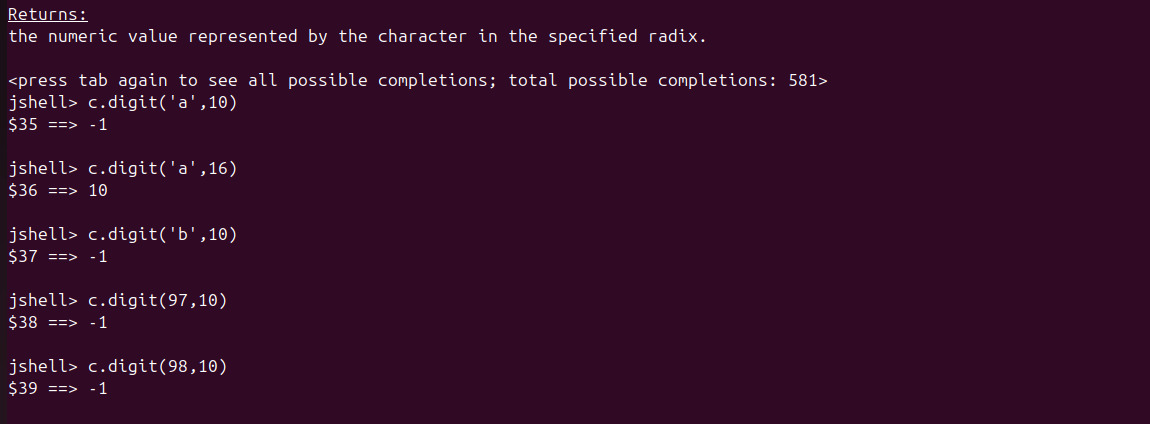 Returns:
the numeric value represented by the character in the specified radix.
<press tab again to see all possible completions; total possible completions: 581>
jshell> c.digit('a',10)
$35 ==> -1
jshell> c.digit('a',16)
$36 ==> 10
jshell> c.digit('b',10)
$37 ==> -1
jshell> c.digit(97,10)
$38 ==> -1
jshell> c.digit(98,10)
$39 ==> -1